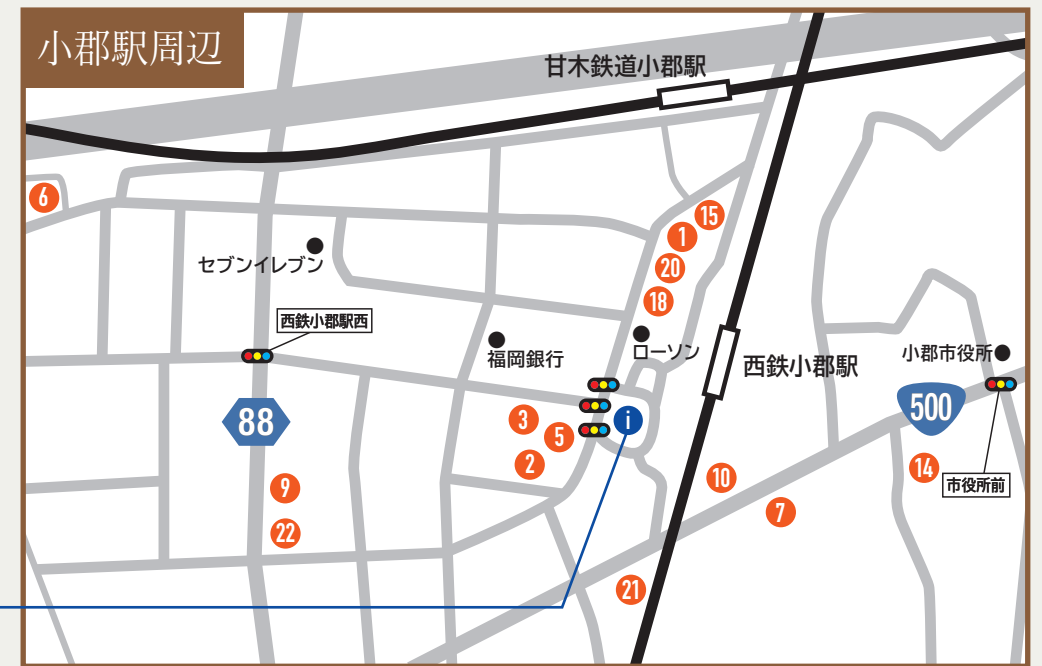 小郡駅周辺
甘木鉄道小郡駅
6
15
1
20
18
セブンイレブン
西鉄小郡駅西
福岡銀行
ローソン
西鉄小郡駅
小郡市役所
88
500
3
i
5
2
9
10
14
市役所前
7
22
21